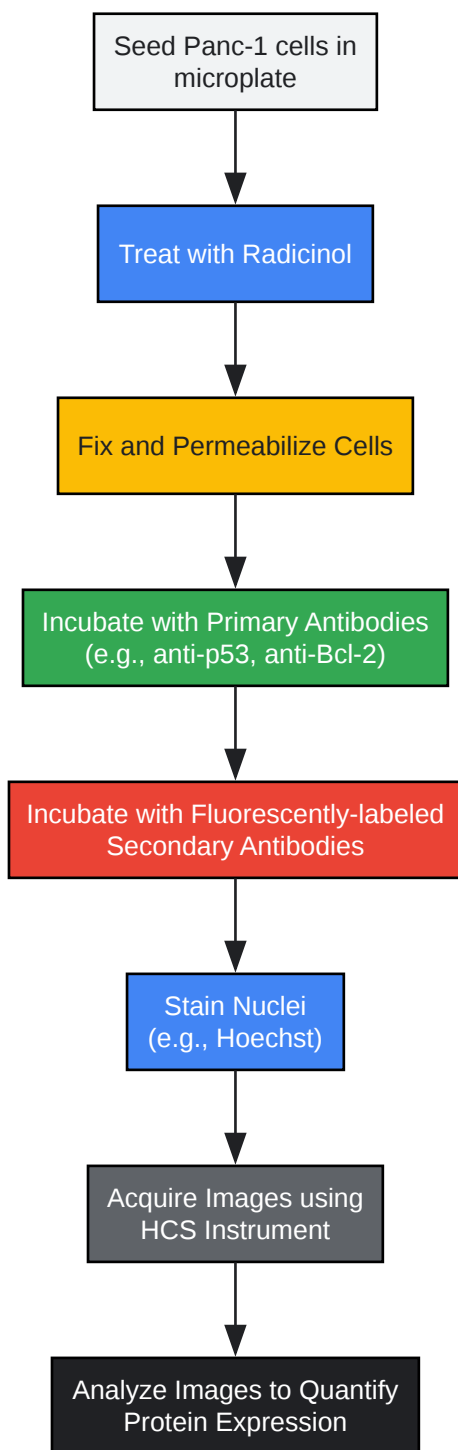 Seed Panc-1 cells in
microplate
Treat with Radicinol
Fix and Permeabilize Cells
Incubate with Primary Antibodies
(e.g., anti-p53, anti-Bcl-2)
Incubate with Fluorescently-labeled
Secondary Antibodies
Stain Nuclei
(e.g., Hoechst)
Acquire Images using
HCS Instrument
Analyze Images to Quantify
Protein Expression